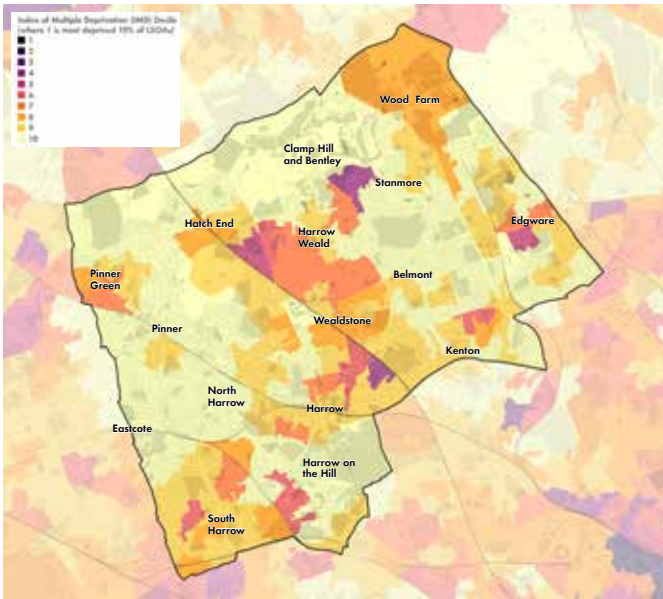 Index of Multiple Deprivation (IMD) Decile
(where 1 is most deprived 10% of LSOAs)
1
2
3
4
5
6
7
8
9
10
Wood Farm
Clamp Hill
and Bentley
Stanmore
Hatch End
Harrow
Weald
Edgware
Pinner
Green
Belmont
Pinner
Wealdstone
Kenton
North
Harrow
Harrow
Eastcote
Harrow on
the Hill
South
Harrow